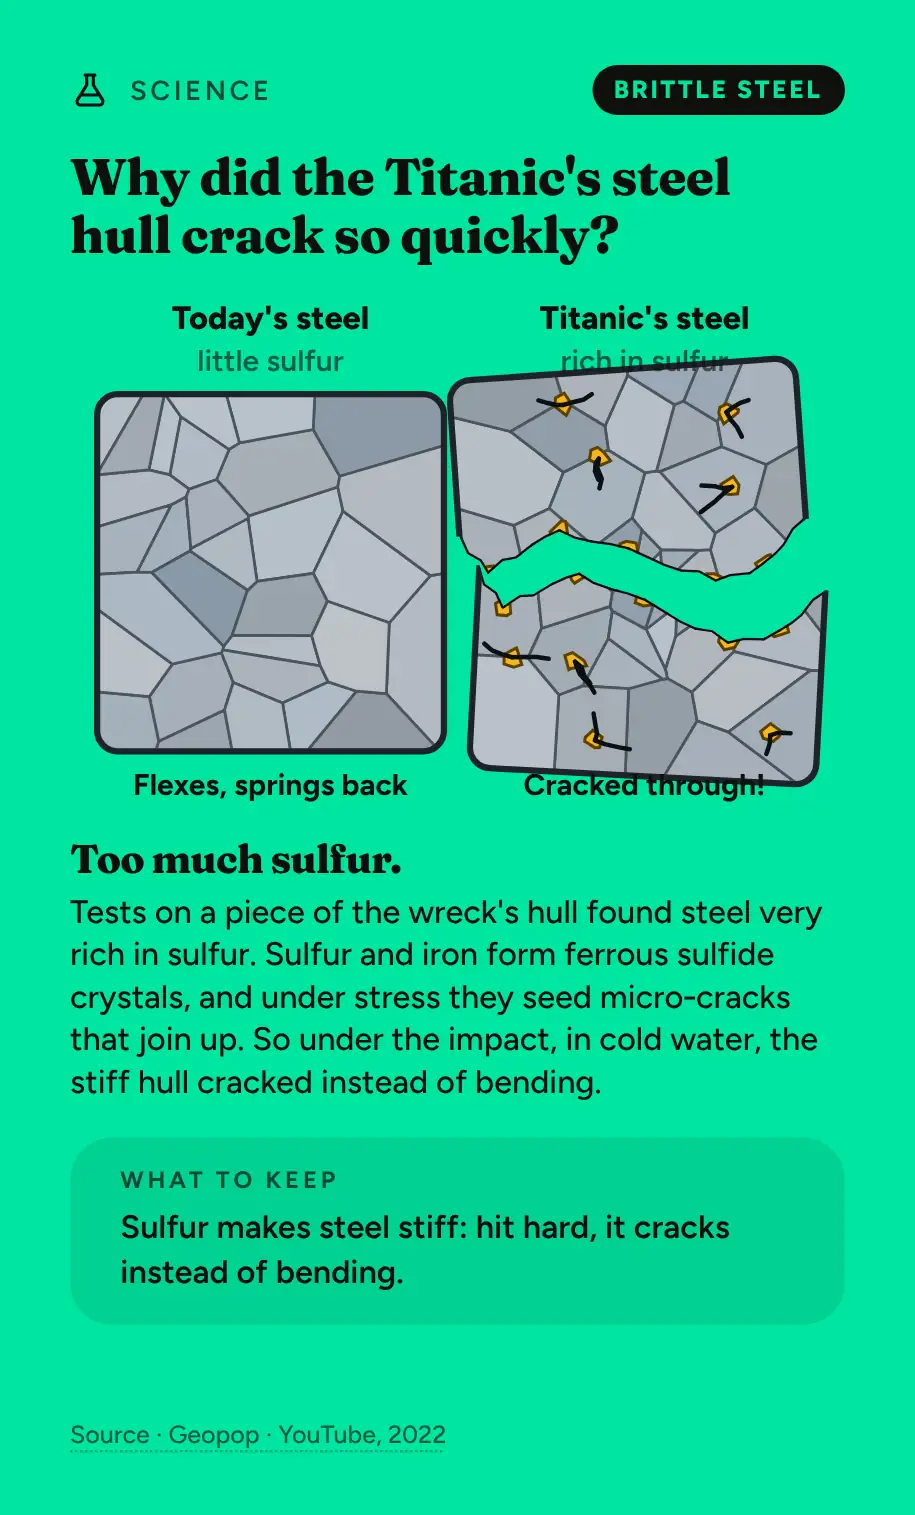 SCIENCE
BRITTLE STEEL
Why did the Titanic's steel
hull crack so quickly?
Today's steel
little sulfur
Titanic's steel
rich in sulfur
Flexes, springs back
Cracked through!
Too much sulfur.
Tests on a piece of the wreck's hull found steel very
rich in sulfur. Sulfur and iron form ferrous sulfide
crystals, and under stress they seed micro-cracks
that join up. So under the impact, in cold water, the
stiff hull cracked instead of bending.
WHAT TO KEEP
Sulfur makes steel stiff: hit hard, it cracks
instead of bending.
Source · Geopop · YouTube, 2022